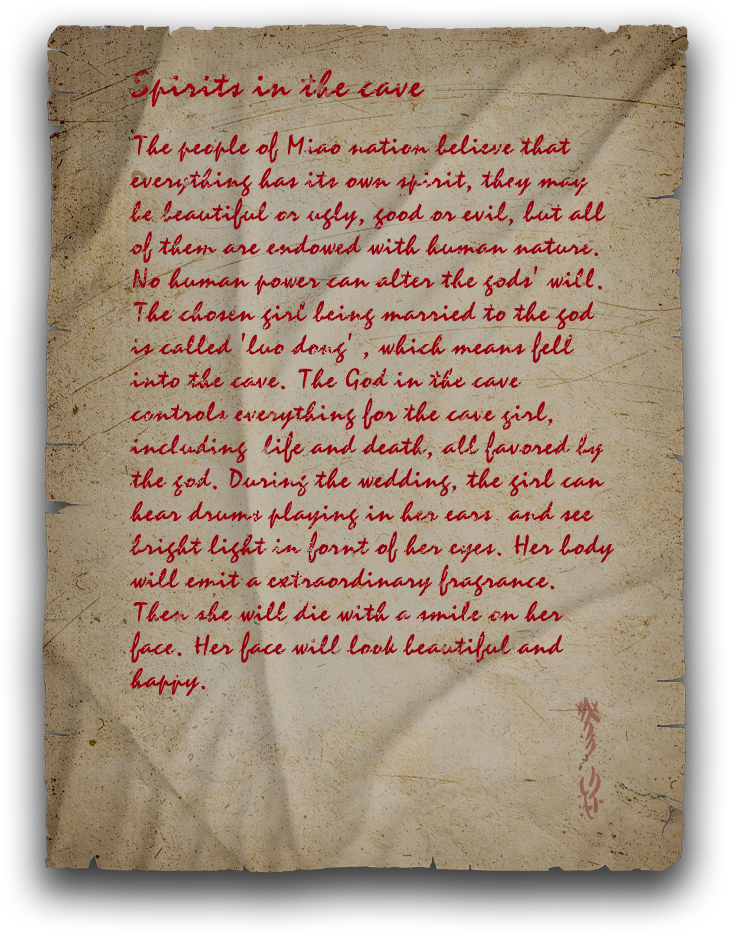 Spirits in the cave
The people of Miao nation believe that
everything has its own spirit, they may
be beautiful or ugly, good or evil, but all
of them are endowed with human nature.
No human power can alter the gods' will.
The chosen girl being married to the god
is called 'luo dong' , which means fell
into the cave. The God in the cave
controls everything for the cave girl,
including  life and death, all favored by
the god. During the wedding, the girl can
hear drums playing in her ears  and see
bright light in fornt of her eyes. Her body
will emit a extraordinary fragrance.
Then she will die with a smile on her
face. Her face will look beautiful and
happy.